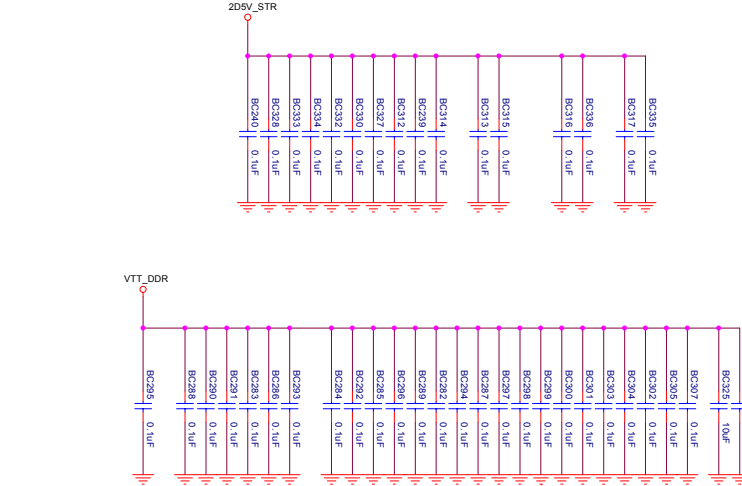 2D5V_STR
BC240 0.1uF
BC328 0.1uF
BC333 0.1uF
BC334 0.1uF
BC332 0.1uF
BC330 0.1uF
BC327 0.1uF
BC312 0.1uF
BC239 0.1uF
BC314 0.1uF
BC313 0.1uF
BC315 0.1uF
BC316 0.1uF
BC336 0.1uF
BC317 0.1uF
BC335 0.1uF
VTT_DDR
BC295 0.1uF
BC288 0.1uF
BC290 0.1uF
BC291 0.1uF
BC283 0.1uF
BC286 0.1uF
BC293 0.1uF
BC284 0.1uF
BC292 0.1uF
BC285 0.1uF
BC296 0.1uF
BC289 0.1uF
BC282 0.1uF
BC294 0.1uF
BC287 0.1uF
BC297 0.1uF
BC298 0.1uF
BC299 0.1uF
BC300 0.1uF
BC301 0.1uF
BC303 0.1uF
BC304 0.1uF
BC302 0.1uF
BC305 0.1uF
BC307 0.1uF
BC325 10uF